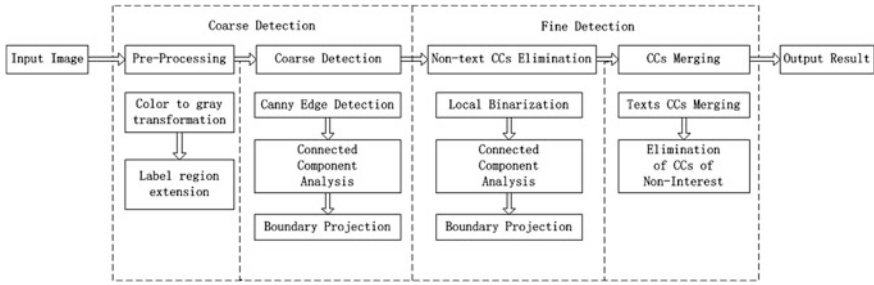 Coarse Detection
Fine Detection
Input Image
Pre-Processing
Coarse Detection
Non-text CCs Elimination
CCs Merging
Output Result
Color to gray
transformation
Label region
extension
Canny Edge Detection
Connected
Component
Analysis
Boundary Projection
Local Binarization
Connected
Component
Analysis
Boundary Projection
Texts CCs Merging
Elimination
of CCs of
Non-Interest